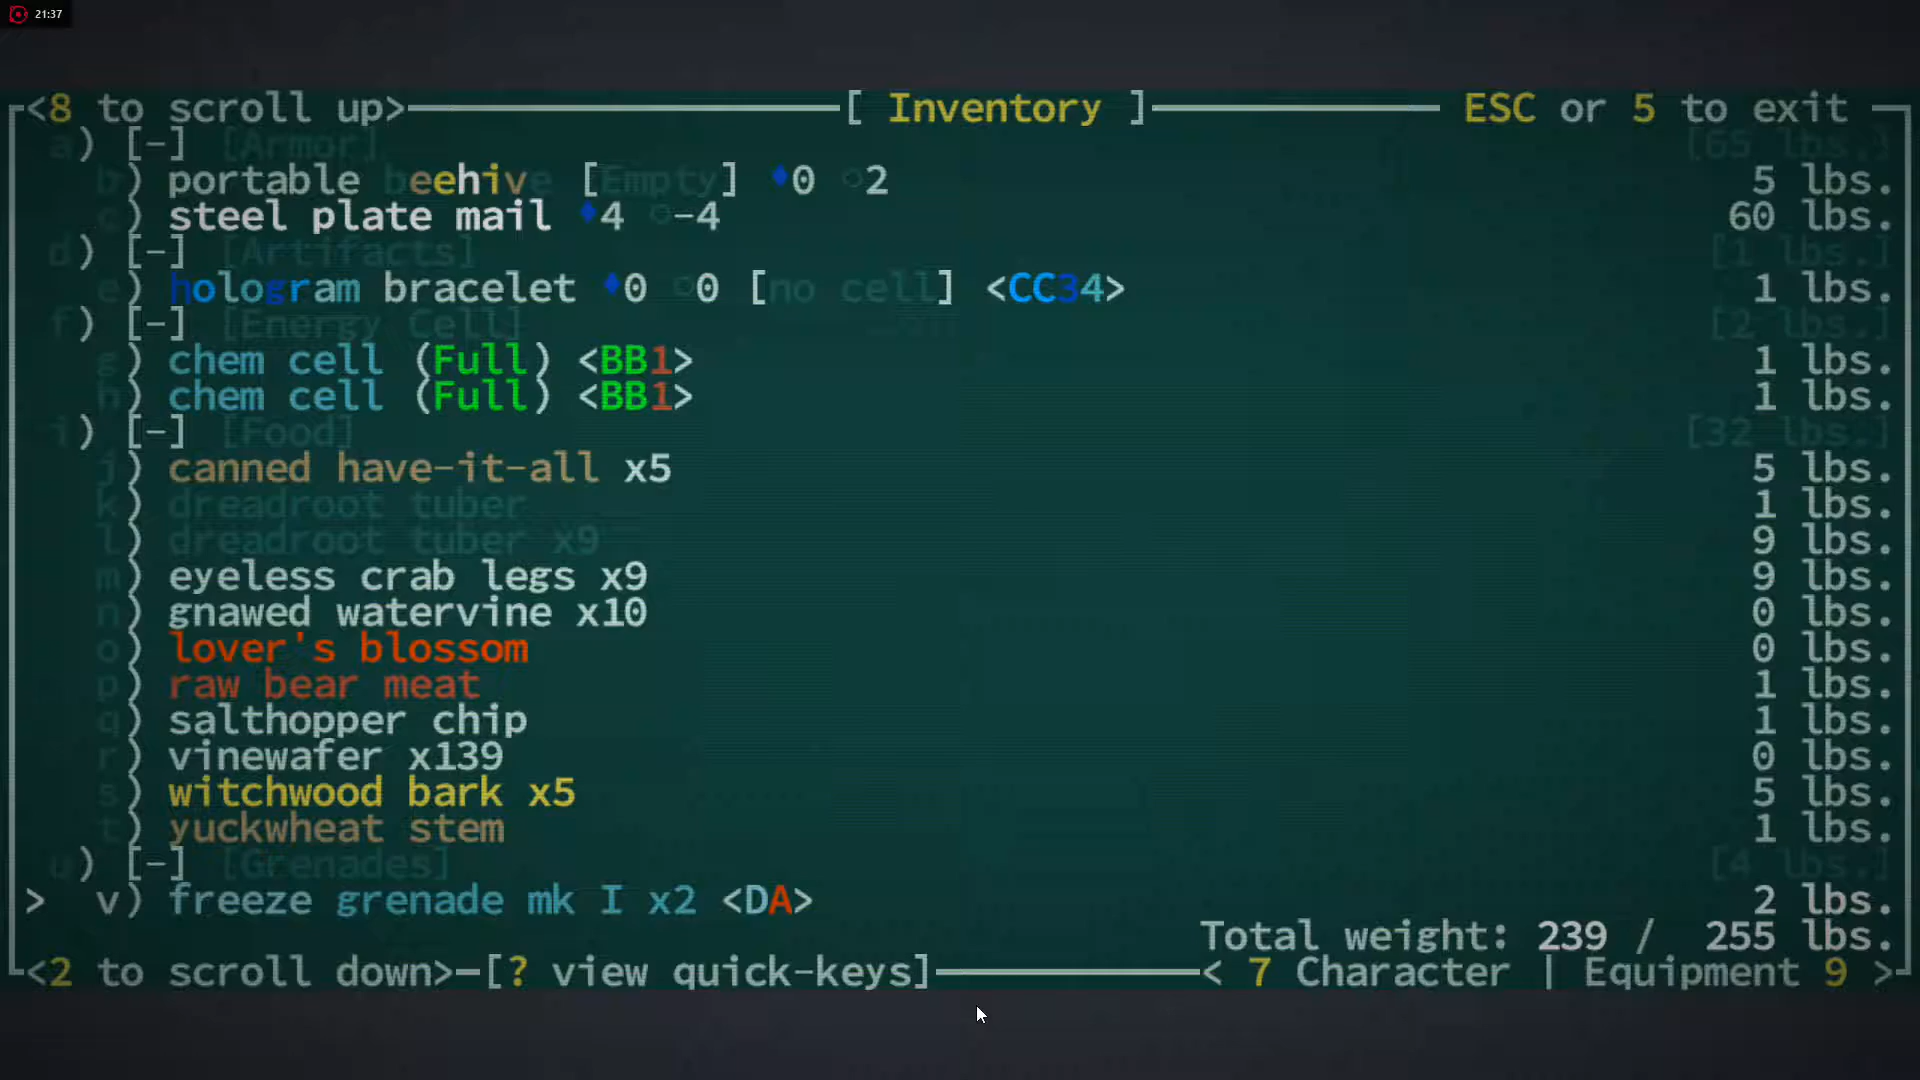 21:37
<8 to scroll up> [ Inventory ] ESC or 5 to exit
a) [-] [Armor] [65 lbs.]
b) portable beehive [Empty] ♦0 ○2 5 lbs.
c) steel plate mail ♦4 ○-4 60 lbs.
d) [-] [Artifacts] [1 lbs.]
e) hologram bracelet ♦0 ○0 [no cell] <CC34> 1 lbs.
f) [-] [Energy Cell] [2 lbs.]
g) chem cell (Full) <BB1> 1 lbs.
h) chem cell (Full) <BB1> 1 lbs.
i) [-] [Food] [32 lbs.]
j) canned have-it-all x5 5 lbs.
k) dreadroot tuber 1 lbs.
l) dreadroot tuber x9 9 lbs.
m) eyeless crab legs x9 9 lbs.
n) gnawed watervine x10 0 lbs.
o) lover's blossom 0 lbs.
p) raw bear meat 1 lbs.
q) salthopper chip 1 lbs.
r) vinewafer x139 0 lbs.
s) witchwood bark x5 5 lbs.
t) yuckwheat stem 1 lbs.
u) [-] [Grenades] [4 lbs.]
> v) freeze grenade mk I x2 <DA> 2 lbs.
Total weight: 239 / 255 lbs.
<2 to scroll down> [? view quick-keys] < 7 Character | Equipment 9 >